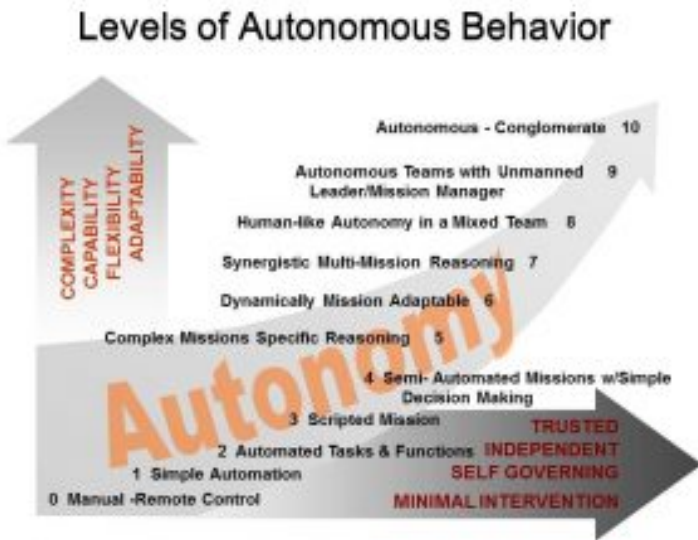 Levels of Autonomous Behavior
COMPLEXITY
CAPABILITY
FLEXIBILITY
ADAPTABILITY
Autonomous - Conglomerate 10
Autonomous Teams with Unmanned 9
Leader/Mission Manager
Human-like Autonomy in a Mixed Team 8
Synergistic Multi-Mission Reasoning 7
Dynamically Mission Adaptable 6
Complex Missions Specific Reasoning 5
Autonomy
4 Semi- Automated Missions w/Simple
Decision Making
3 Scripted Mission
2 Automated Tasks & Functions
1 Simple Automation
0 Manual -Remote Control
TRUSTED
INDEPENDENT
SELF GOVERNING
MINIMAL INTERVENTION